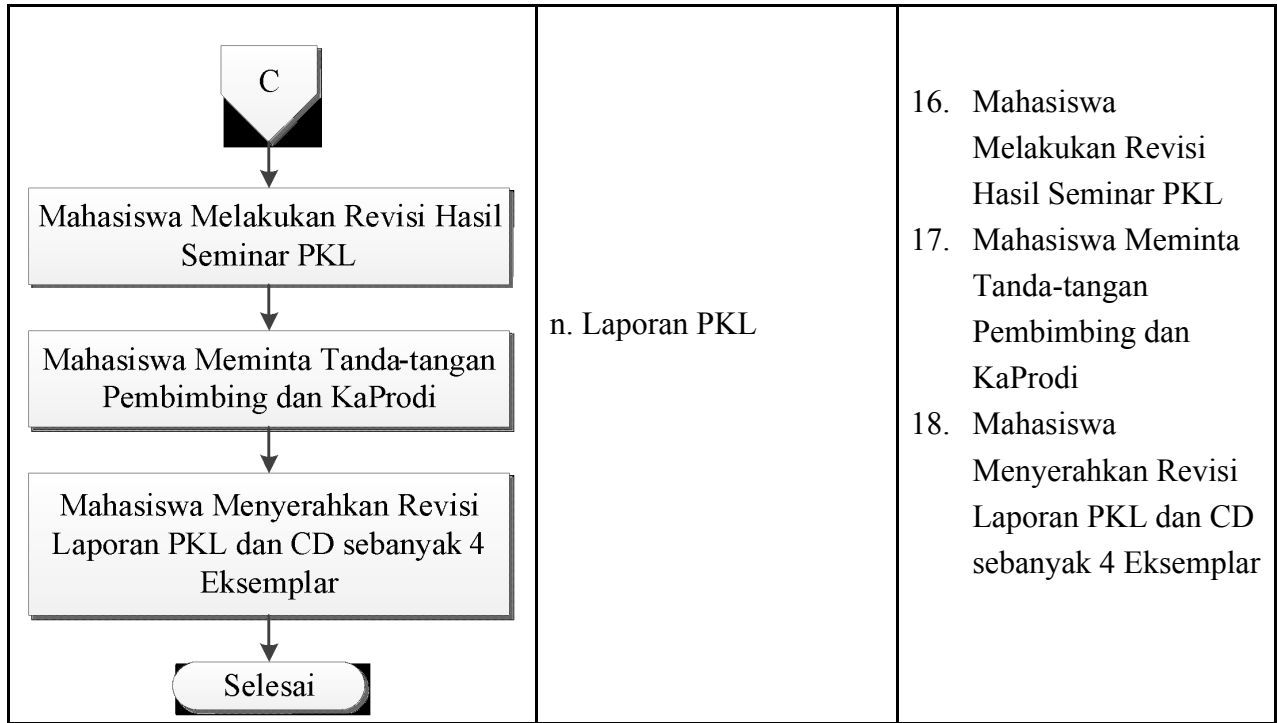 C
Mahasiswa Melakukan Revisi Hasil
Seminar PKL
Mahasiswa Meminta Tanda-tangan
Pembimbing dan KaProdi
Mahasiswa Menyerahkan Revisi
Laporan PKL dan CD sebanyak 4
Eksemplar
Selesai
n. Laporan PKL
16. Mahasiswa
Melakukan Revisi
Hasil Seminar PKL
17. Mahasiswa Meminta
Tanda-tangan
Pembimbing dan
KaProdi
18. Mahasiswa
Menyerahkan Revisi
Laporan PKL dan CD
sebanyak 4 Eksemplar